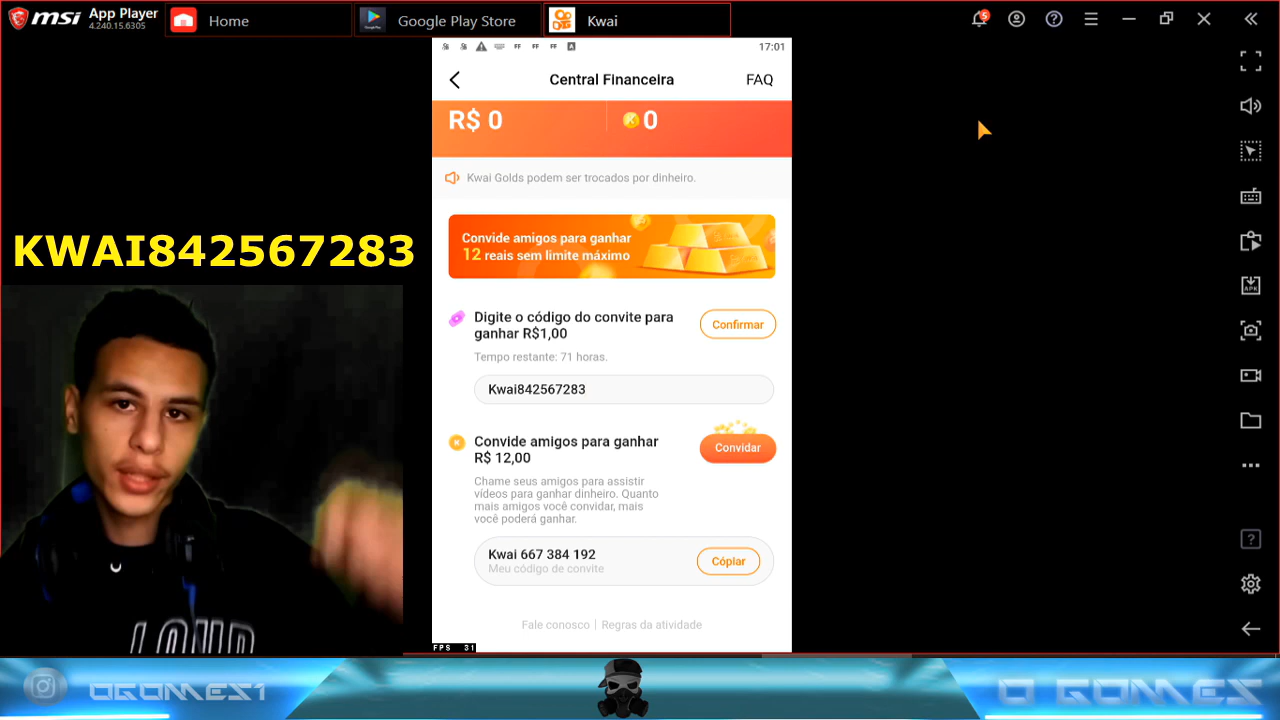 msi App Player
4.240.15.6305
Home
Google Play Store
Kwai
5
17:01
Central Financeira
FAQ
R$ 0
K 0
Kwai Golds podem ser trocados por dinheiro.
Convide amigos para ganhar
12 reais sem limite máximo
KWAI842567283
Digite o código do convite para
ganhar R$1,00
Confirmar
Tempo restante: 71 horas.
Kwai842567283
Convide amigos para ganhar
R$ 12,00
Convidar
Chame seus amigos para assistir
vídeos para ganhar dinheiro. Quanto
mais amigos você convidar, mais
você poderá ganhar.
Kwai 667 384 192
Meu código de convite
Cópiar
Fale conosco | Regras da atividade
FPS 31
LOUD
OGOMES1
O GOMES
APK